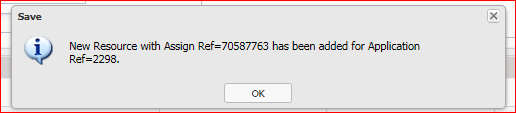 Save
New Resource with Assign Ref=70587763 has been added for Application
Ref=2298.
OK